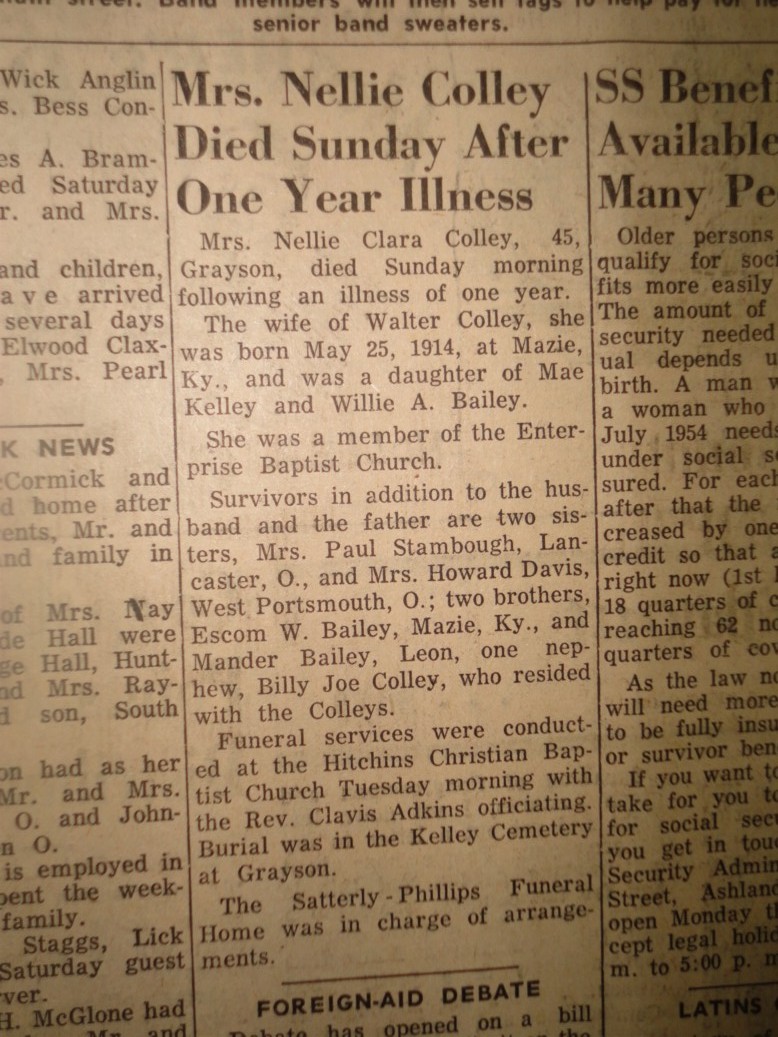 senior band sweaters.
Wick Anglin
s. Bess Con-
es A. Bram-
ed Saturday
r. and Mrs.
and children,
ave arrived
several days
Elwood Clax-
, Mrs. Pearl
K NEWS
Cormick and
d home after
ents, Mr. and
and family in
of Mrs. Nay
de Hall were
ge Hall, Hunt-
nd Mrs. Ray-
d son, South
on had as her
Mr. and Mrs.
O. and John-
n O.
is employed in
pent the week-
family.
Staggs, Lick
Saturday guest
ver.
H. McGlone had
Mr. and
Mrs. Nellie Colley
Died Sunday After
One Year Illness
Mrs. Nellie Clara Colley, 45,
Grayson, died Sunday morning
following an illness of one year.
The wife of Walter Colley, she
was born May 25, 1914, at Mazie,
Ky., and was a daughter of Mae
Kelley and Willie A. Bailey.
She was a member of the Enter-
prise Baptist Church.
Survivors in addition to the hus-
band and the father are two sis-
ters, Mrs. Paul Stambough, Lan-
caster, O., and Mrs. Howard Davis,
West Portsmouth, O.; two brothers,
Escom W. Bailey, Mazie, Ky., and
Mander Bailey, Leon, one nep-
hew, Billy Joe Colley, who resided
with the Colleys.
Funeral services were conduct-
ed at the Hitchins Christian Bap-
tist Church Tuesday morning with
the Rev. Clavis Adkins officiating.
Burial was in the Kelley Cemetery
at Grayson.
The Satterly-Phillips Funeral
Home was in charge of arrange-
ments.
FOREIGN-AID DEBATE
Debate has opened on a bill
SS Benef
Available
Many Pe
Older persons
qualify for soci
fits more easily
The amount of
security needed
ual depends u
birth. A man w
a woman who
July 1954 needs
under social s
sured. For each
after that the
creased by one
credit so that a
right now (1st
18 quarters of c
reaching 62 no
quarters of cov
As the law no
will need more
to be fully insu
or survivor ben
If you want to
take for you to
for social secu
you get in touc
Security Admin
Street, Ashland
open Monday th
cept legal holid
m. to 5:00 p. m
LATINS